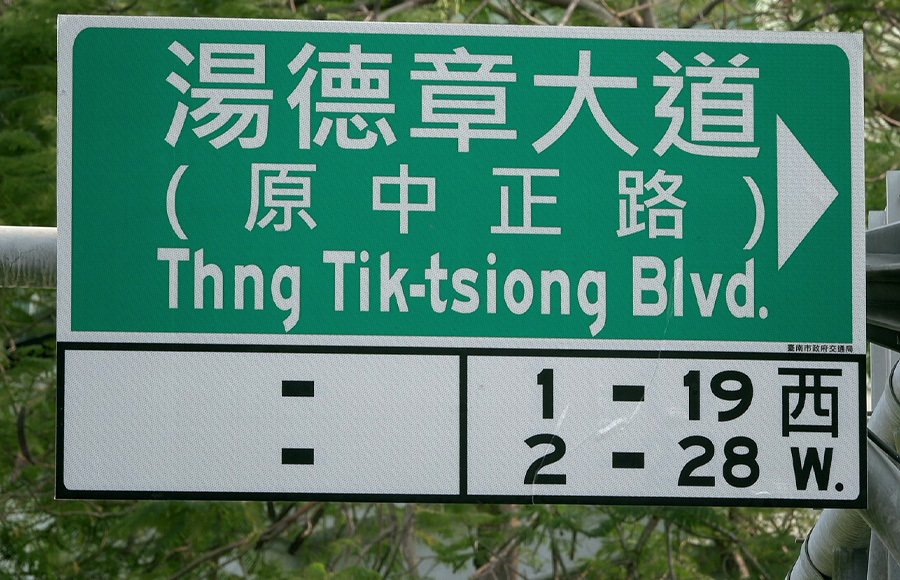 湯德章大道
(原中正路)
Thng Tik-tsiong Blvd.
臺南市政府交通局
- 1 - 19 西
- 2 - 28 W.